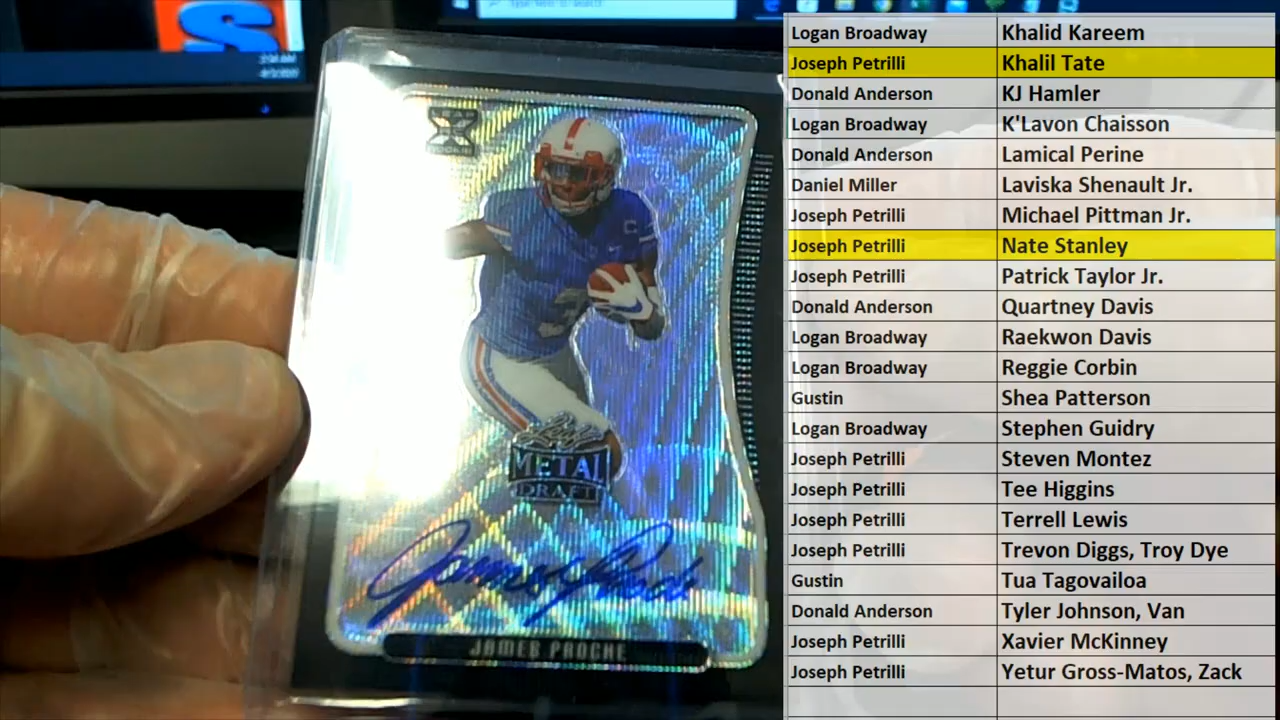 Logan Broadway Khalid Kareem
Joseph Petrilli Khalil Tate
Donald Anderson KJ Hamler
Logan Broadway K'Lavon Chaisson
Donald Anderson Lamical Perine
Daniel Miller Laviska Shenault Jr.
Joseph Petrilli Michael Pittman Jr.
Joseph Petrilli Nate Stanley
Joseph Petrilli Patrick Taylor Jr.
Donald Anderson Quartney Davis
Logan Broadway Raekwon Davis
Logan Broadway Reggie Corbin
Gustin Shea Patterson
Logan Broadway Stephen Guidry
Joseph Petrilli Steven Montez
Joseph Petrilli Tee Higgins
Joseph Petrilli Terrell Lewis
Joseph Petrilli Trevon Diggs, Troy Dye
Gustin Tua Tagovailoa
Donald Anderson Tyler Johnson, Van
Joseph Petrilli Xavier McKinney
Joseph Petrilli Yetur Gross-Matos, Zack
S
ROOKIE
C
3
Leaf
METAL
DRAFT
James Proche
JAMES PROCHE